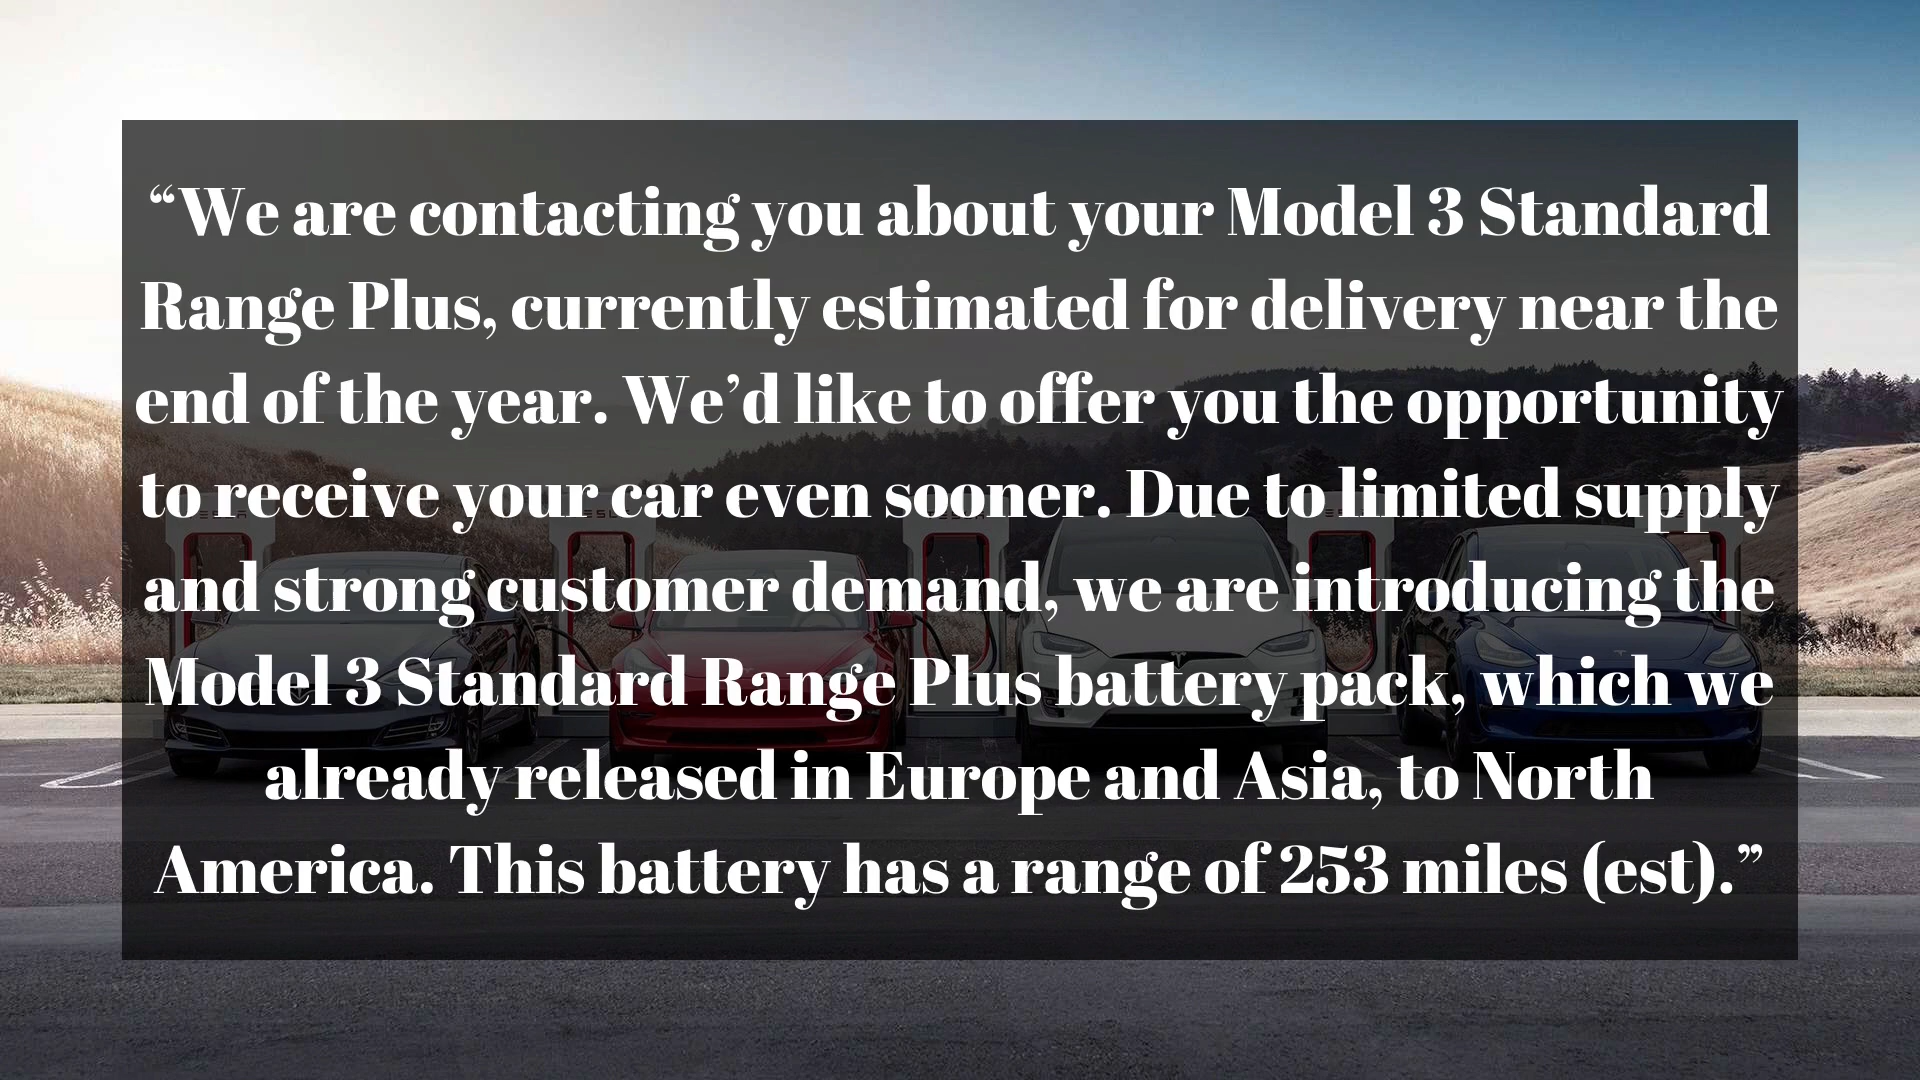 “We are contacting you about your Model 3 Standard
Range Plus, currently estimated for delivery near the
end of the year. We’d like to offer you the opportunity
to receive your car even sooner. Due to limited supply
and strong customer demand, we are introducing the
Model 3 Standard Range Plus battery pack, which we
already released in Europe and Asia, to North
America. This battery has a range of 253 miles (est).”